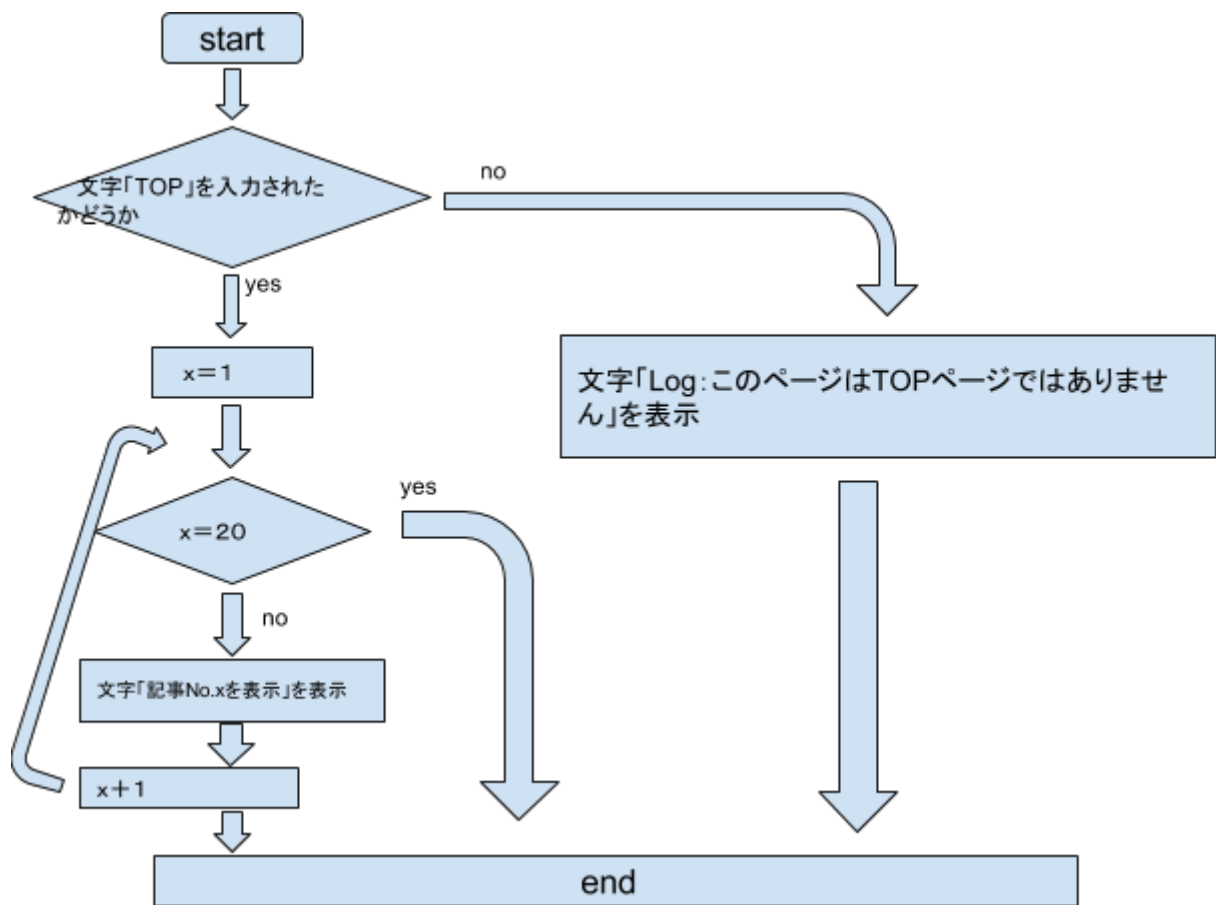 start
文字「TOP」を入力された
かどうか
no
yes
x=1
文字「Log：このページはTOPページではありませ
ん」を表示
yes
x=20
no
文字「記事No.xを表示」を表示
x+1
end